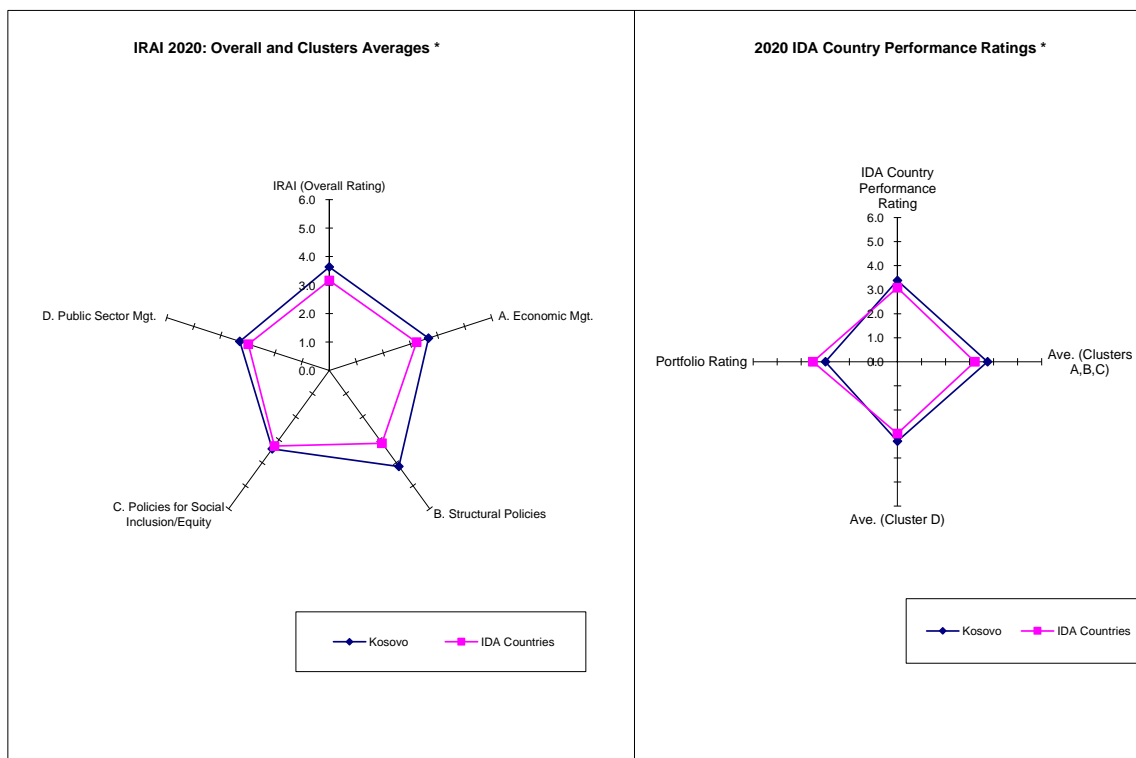 IRAI 2020: Overall and Clusters Averages *
IRAI (Overall Rating)
6.0
5.0
4.0
3.0
2.0
1.0
0.0
A. Economic Mgt.
B. Structural Policies
C. Policies for Social
Inclusion/Equity
D. Public Sector Mgt.
Kosovo
IDA Countries
2020 IDA Country Performance Ratings *
IDA Country
Performance
Rating
6.0
5.0
4.0
3.0
2.0
1.0
0.0
Ave. (Clusters
A,B,C)
Ave. (Cluster D)
Portfolio Rating
Kosovo
IDA Countries